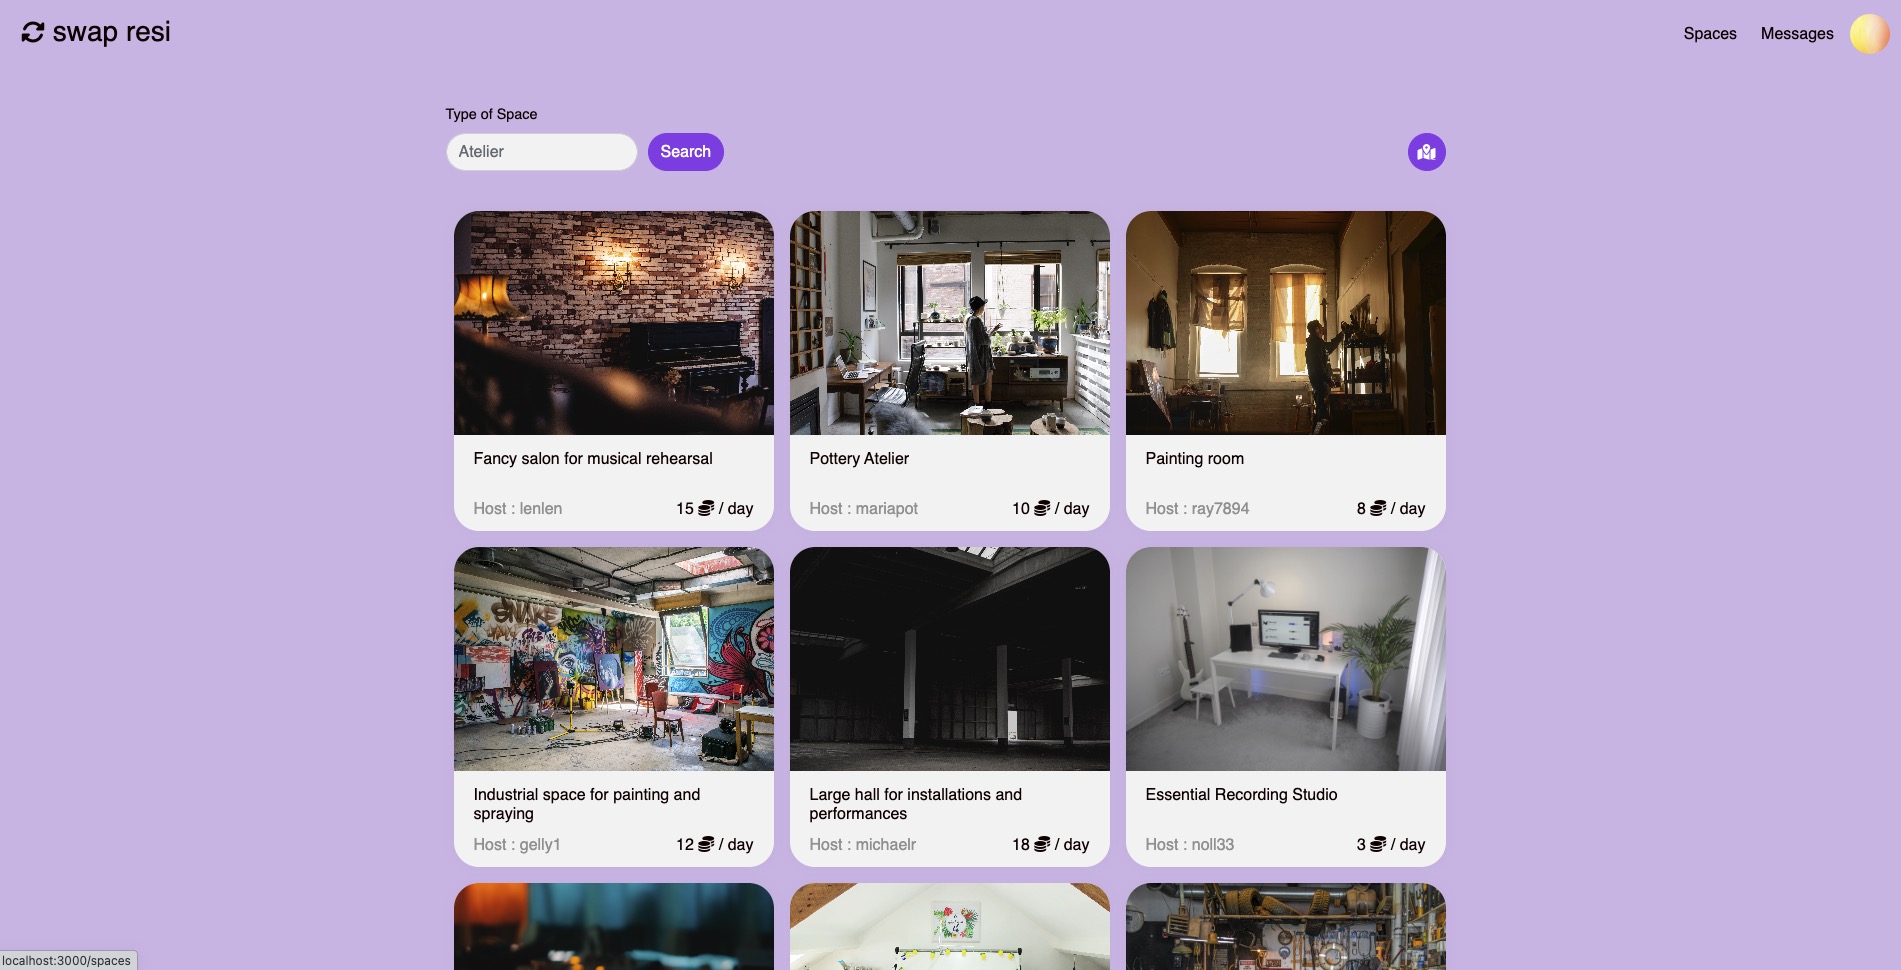 swap resi
Spaces
Messages
Type of Space
Atelier
Search
Fancy salon for musical rehearsal
Host : lenlen
15 / day
Pottery Atelier
Host : mariapot
10 / day
Painting room
Host : ray7894
8 / day
SNAKE
Industrial space for painting and
spraying
Host : gelly1
12 / day
Large hall for installations and
performances
Host : michaelr
18 / day
Essential Recording Studio
Host : noll33
3 / day
localhost:3000/spaces